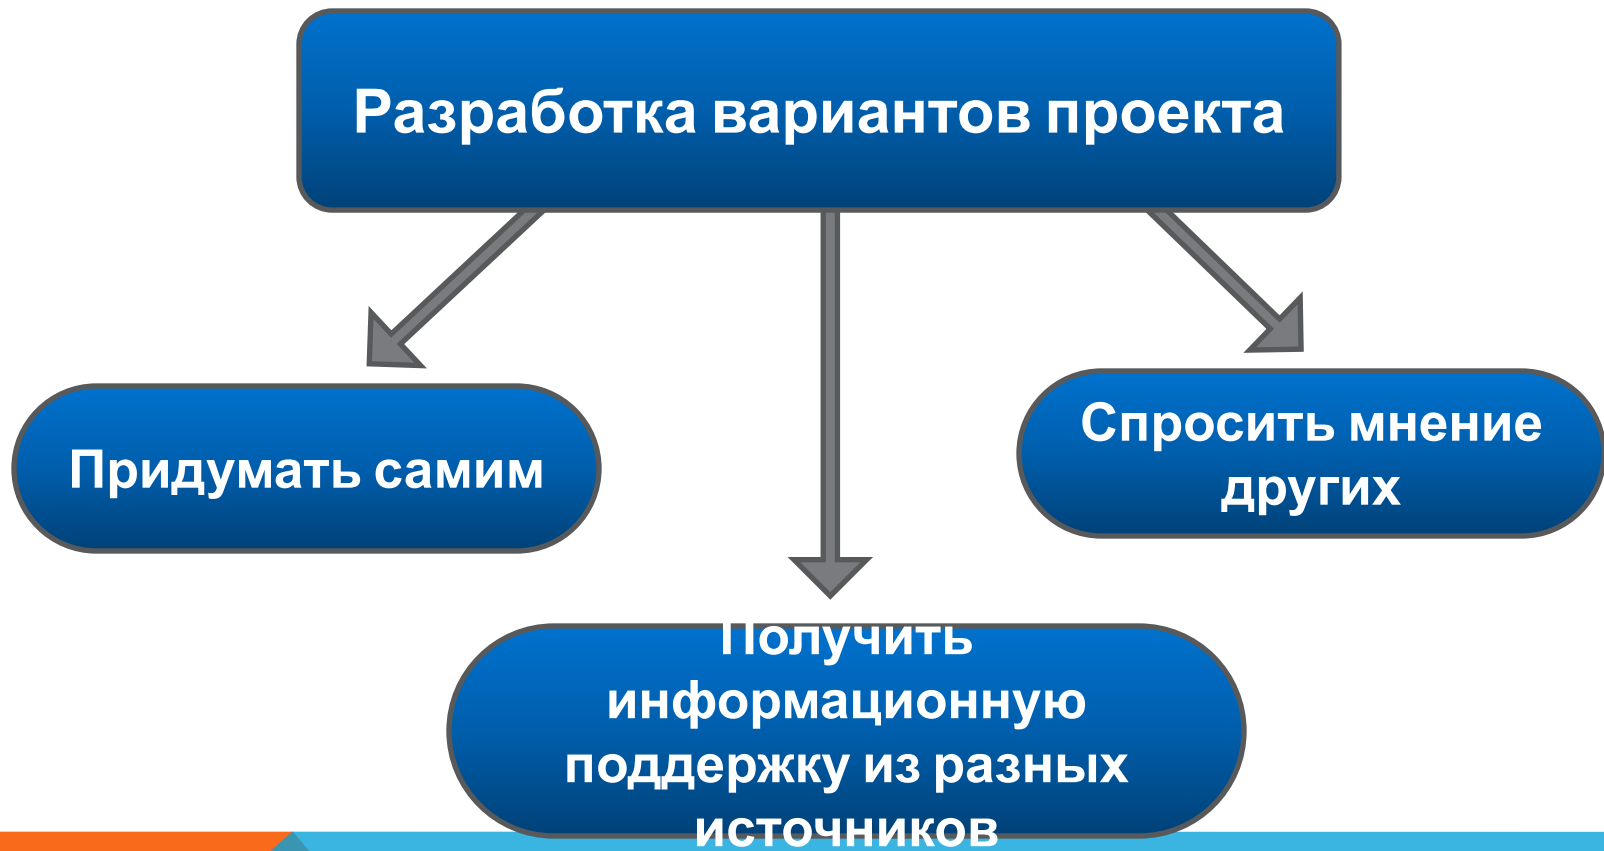 Разработка вариантов проекта
Придумать самим
Спросить мнение
других
Получить
информационную
поддержку из разных
источников